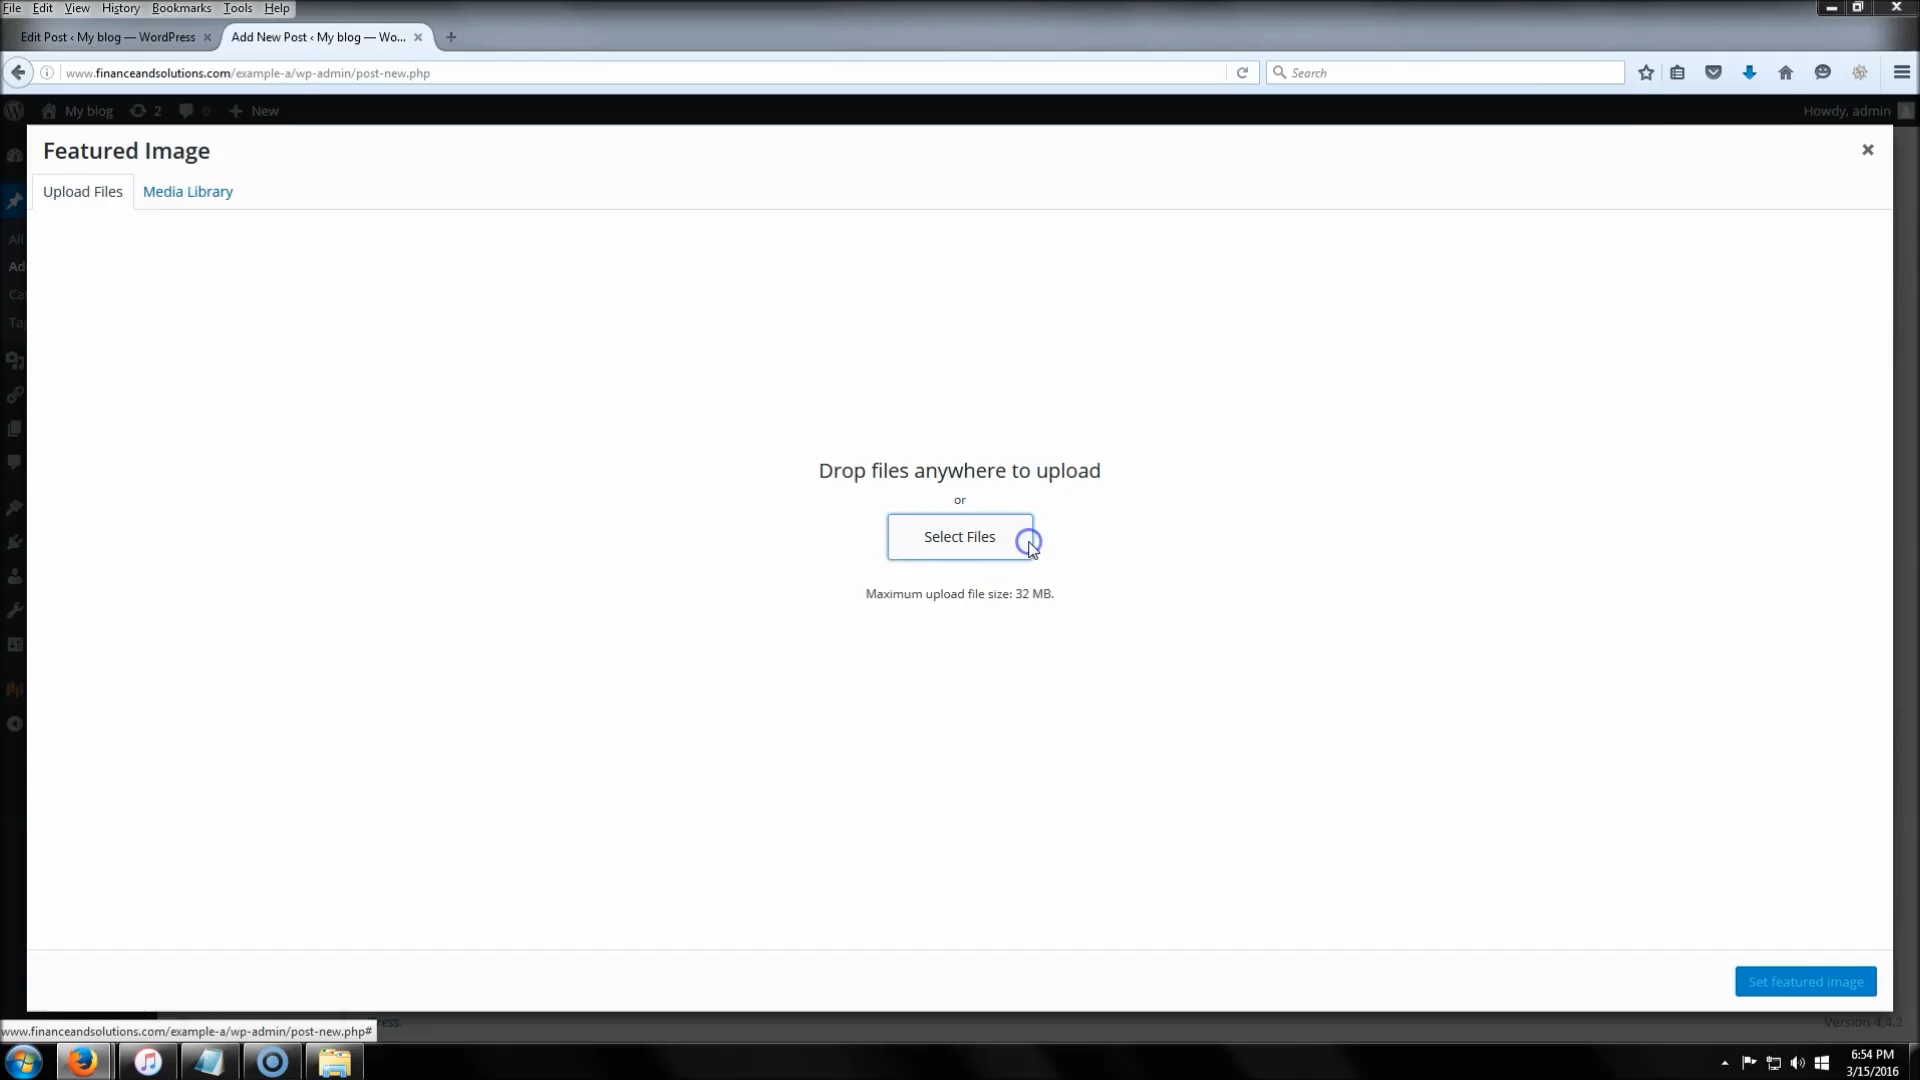 File Edit View History Bookmarks Tools Help
Edit Post ‹ My blog — WordPress
Add New Post ‹ My blog — Wo...
www.financeandsolutions.com/example-a/wp-admin/post-new.php
Search
My blog 2 0 New
Howdy, admin
Featured Image
Upload Files
Media Library
All
Ad
Ca
Ta
Drop files anywhere to upload
or
Select Files
Maximum upload file size: 32 MB.
Set featured image
www.financeandsolutions.com/example-a/wp-admin/post-new.php#
Version 4.4.2
6:54 PM
3/15/2016